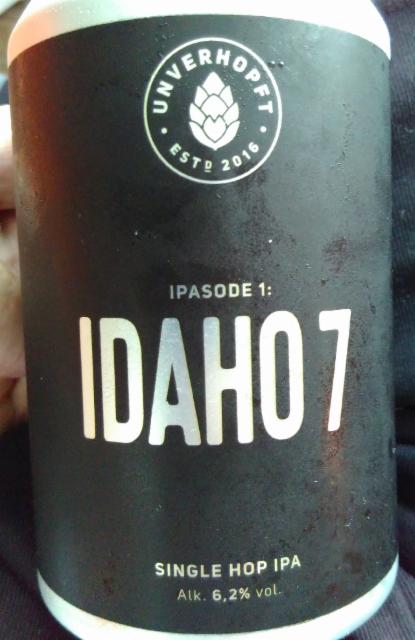 UNVERHOPFT
ESTD 2016
IPASODE 1:
IDAHO 7
SINGLE HOP IPA
Alk. 6,2% vol.